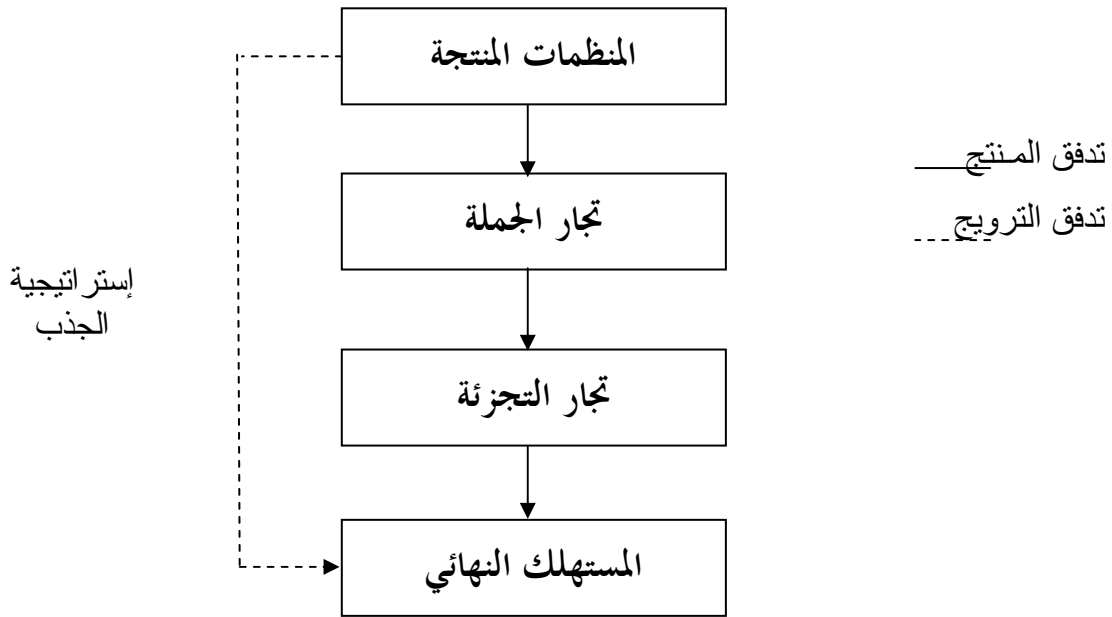 المنظمات المنتجة
تدفق المنتج
تجار الجملة
تدفق الترويج
إستراتيجية
الجذب
تجار التجزئة
المستهلك النهائي